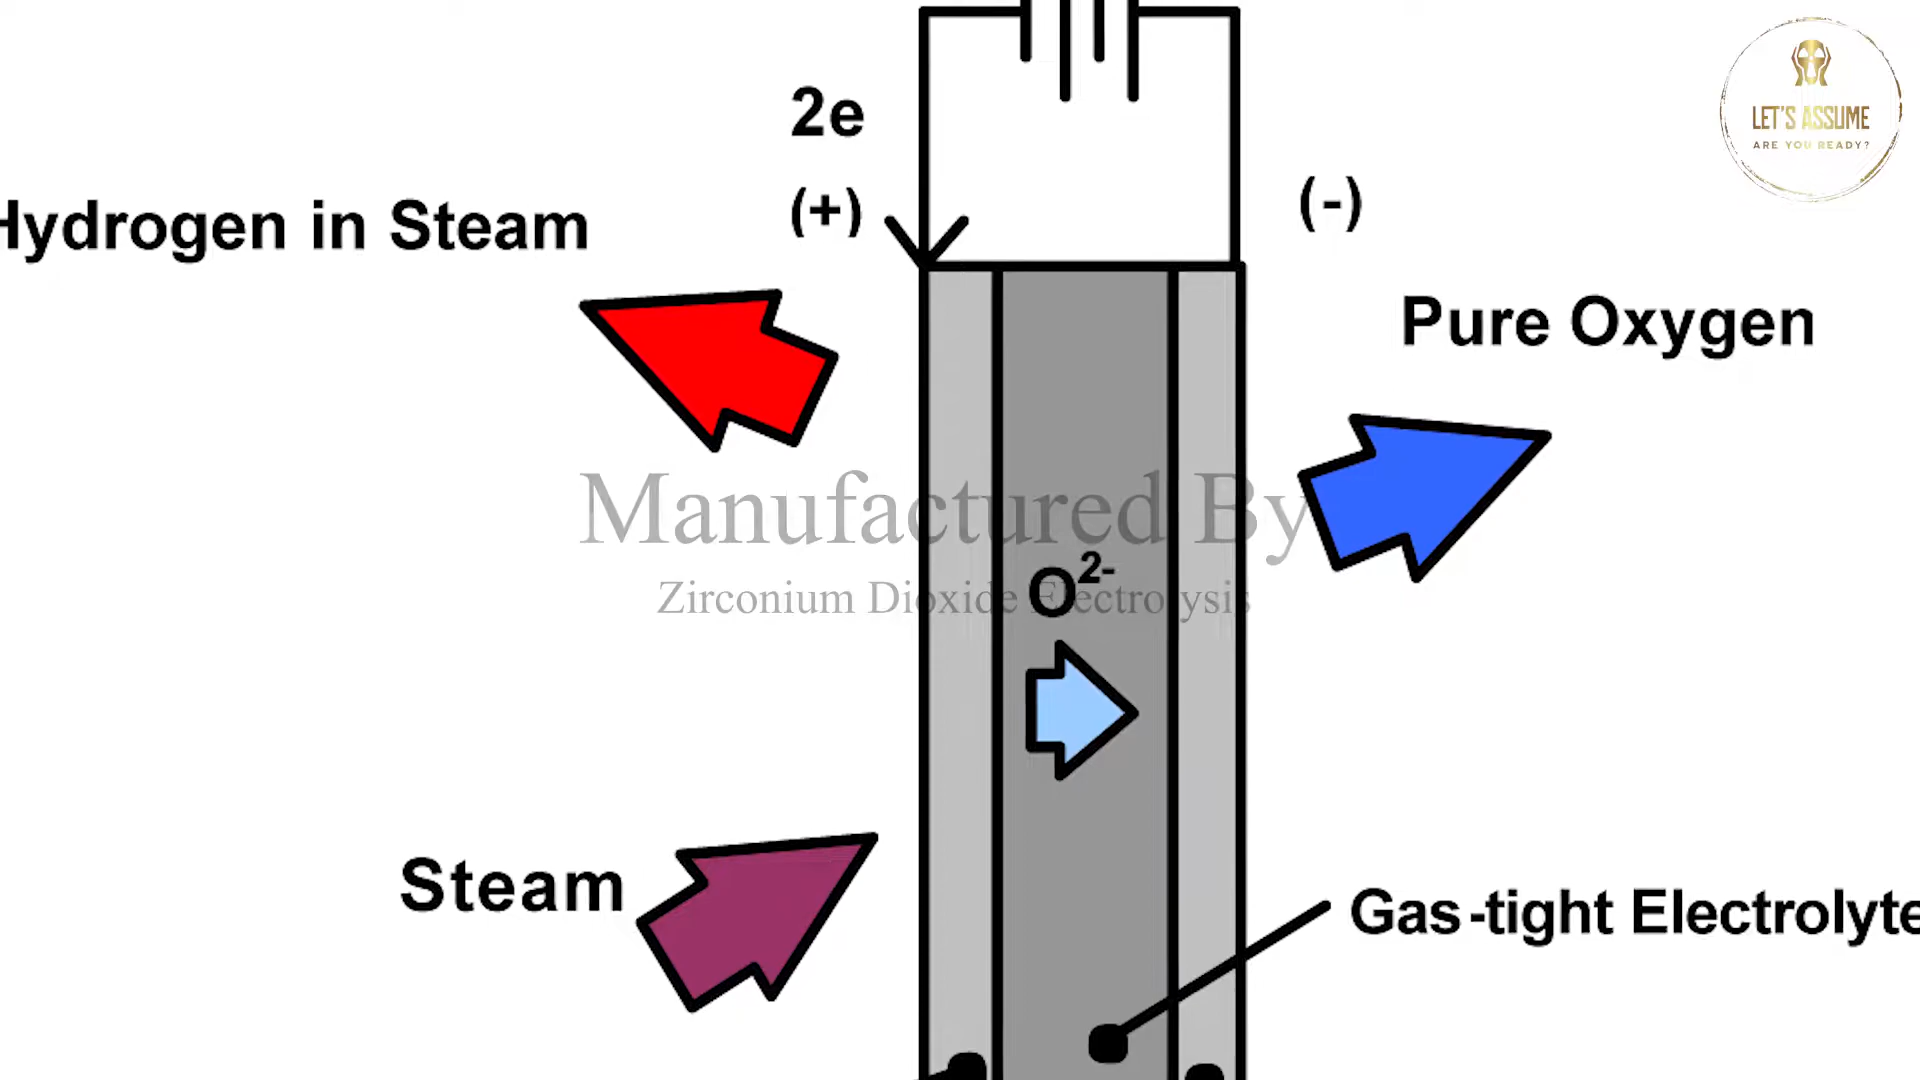 2e
(+)
(-)
LET'S ASSUME
ARE YOU READY?
Hydrogen in Steam
Pure Oxygen
Manufactured By
Zirconium Dioxide Electrolysis
O2-
Steam
Gas-tight Electrolyte